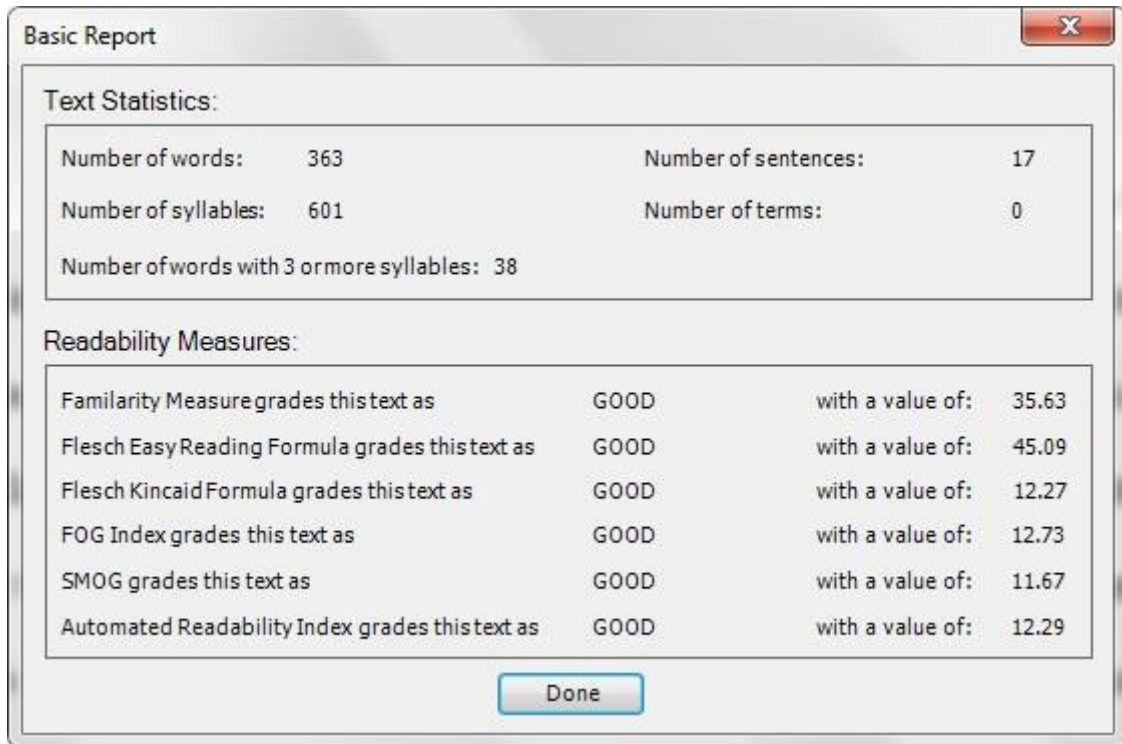 Basic Report
Text Statistics:
Number of words: 363 Number of sentences: 17
Number of syllables: 601 Number of terms: 0
Number of words with 3 or more syllables: 38
Readability Measures:
Familarity Measure grades this text as GOOD with a value of: 35.63
Flesch Easy Reading Formula grades this text as GOOD with a value of: 45.09
Flesch Kincaid Formula grades this text as GOOD with a value of: 12.27
FOG Index grades this text as GOOD with a value of: 12.73
SMOG grades this text as GOOD with a value of: 11.67
Automated Readability Index grades this text as GOOD with a value of: 12.29
Done